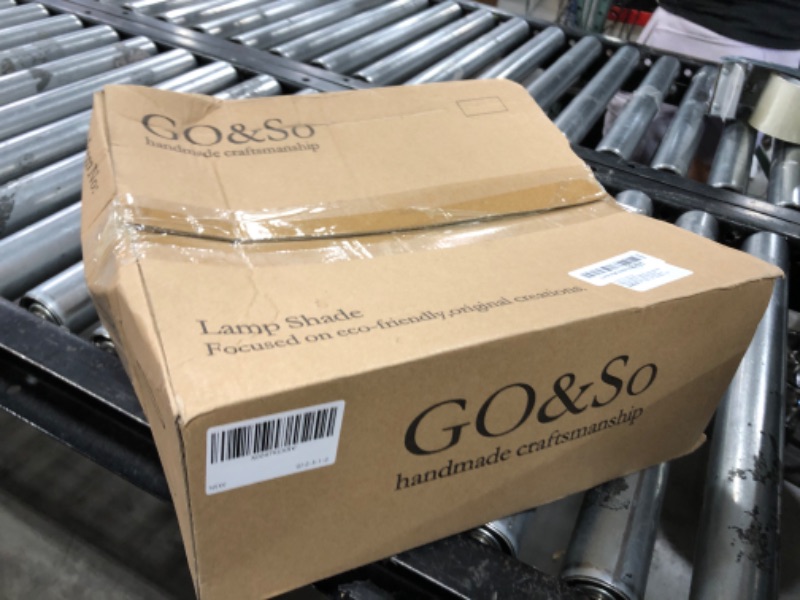 GO&So
handmade craftsmanship
Lamp Shade
Focused on eco-friendly,original creations.
GO&So
handmade craftsmanship